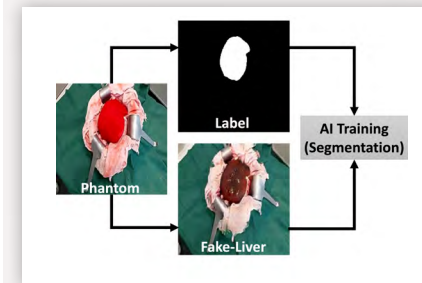 Label
AI Training
(Segmentation)
Phantom
Fake-Liver